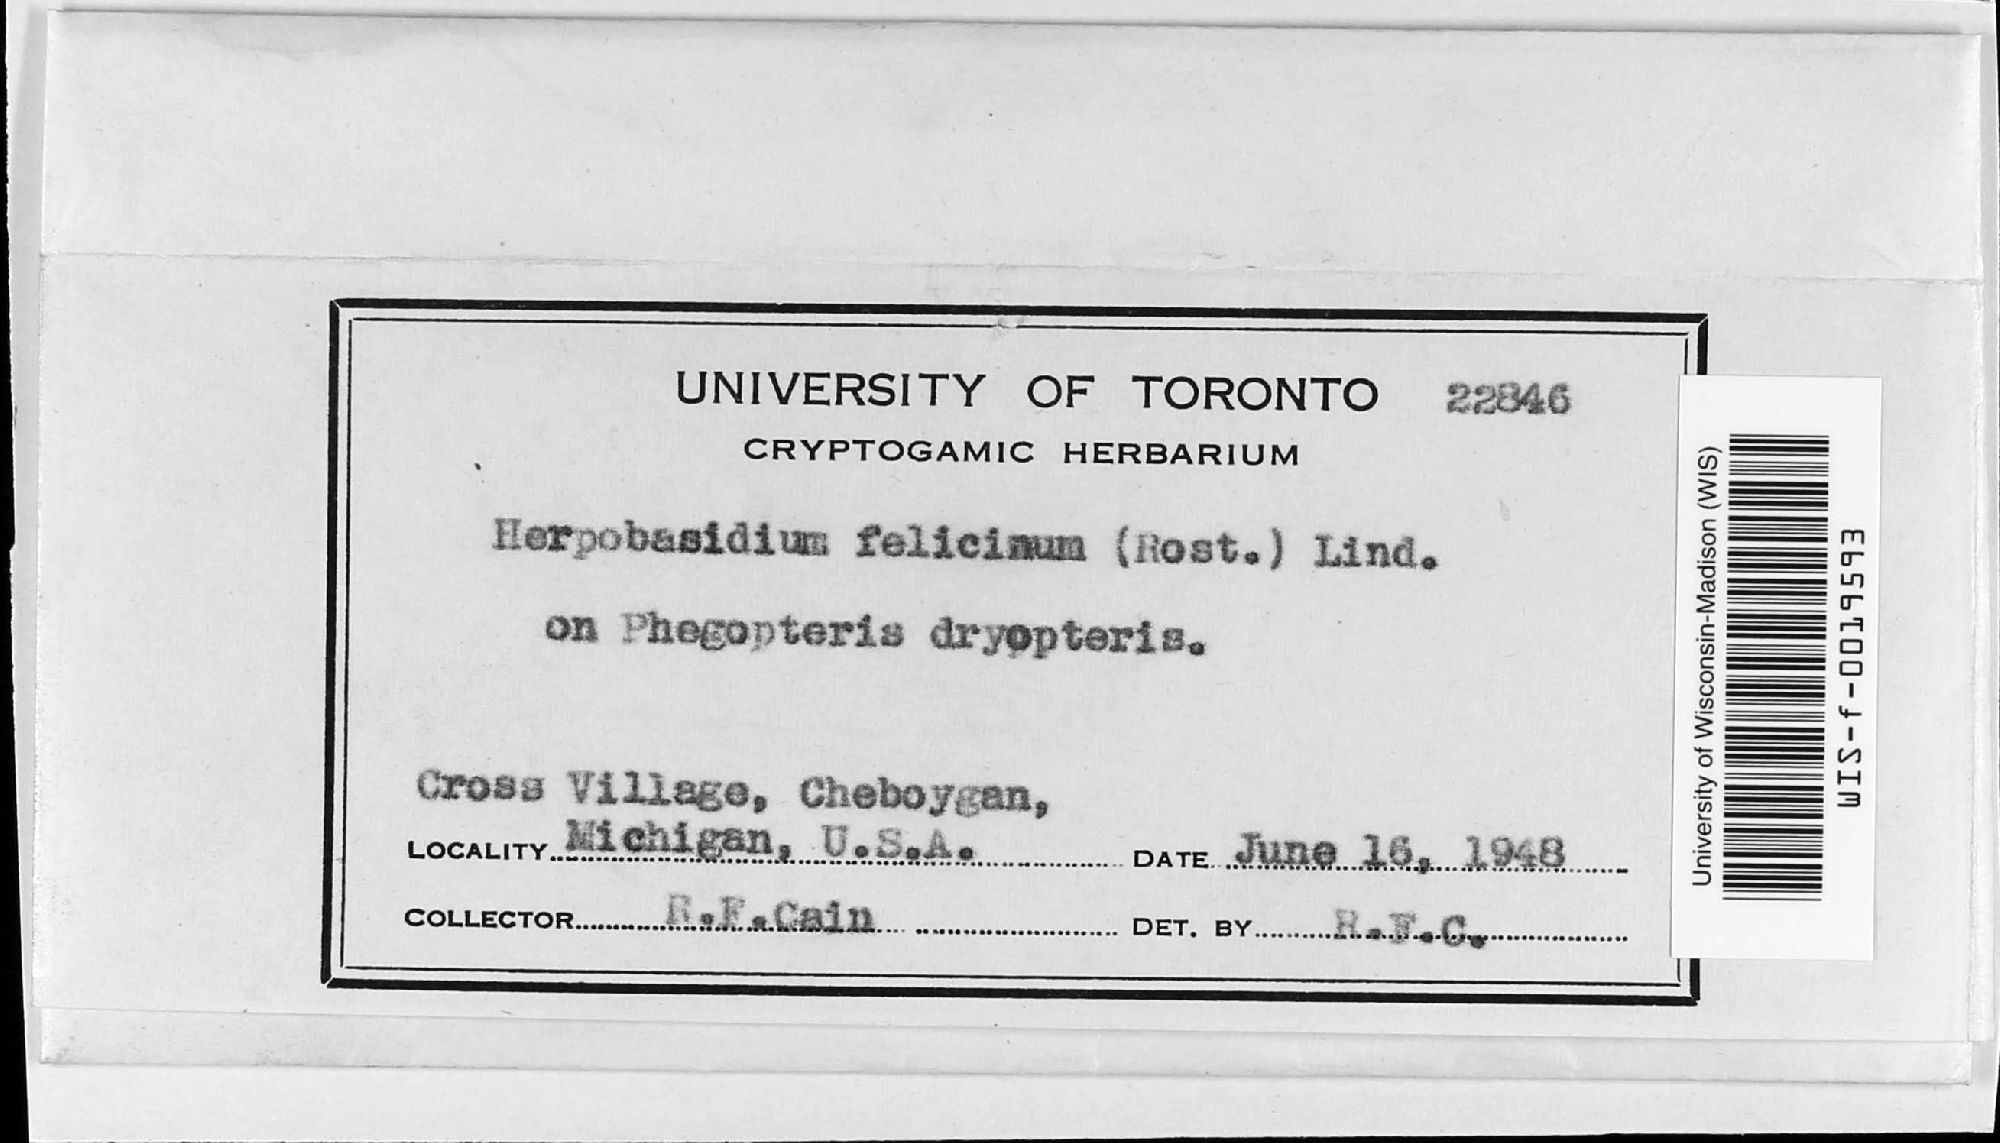 UNIVERSITY OF TORONTO 22846
CRYPTOGAMIC HERBARIUM
Herpobasidium felicinum (Rost.) Lind.
on Phegopteris dryopteris.
Cross Village, Cheboygan,
LOCALITY Michigan, U.S.A. DATE June 16, 1948
COLLECTOR R.F.Cain DET. BY R.F.C.
University of Wisconsin-Madison (WIS)
WIS-f-0019593